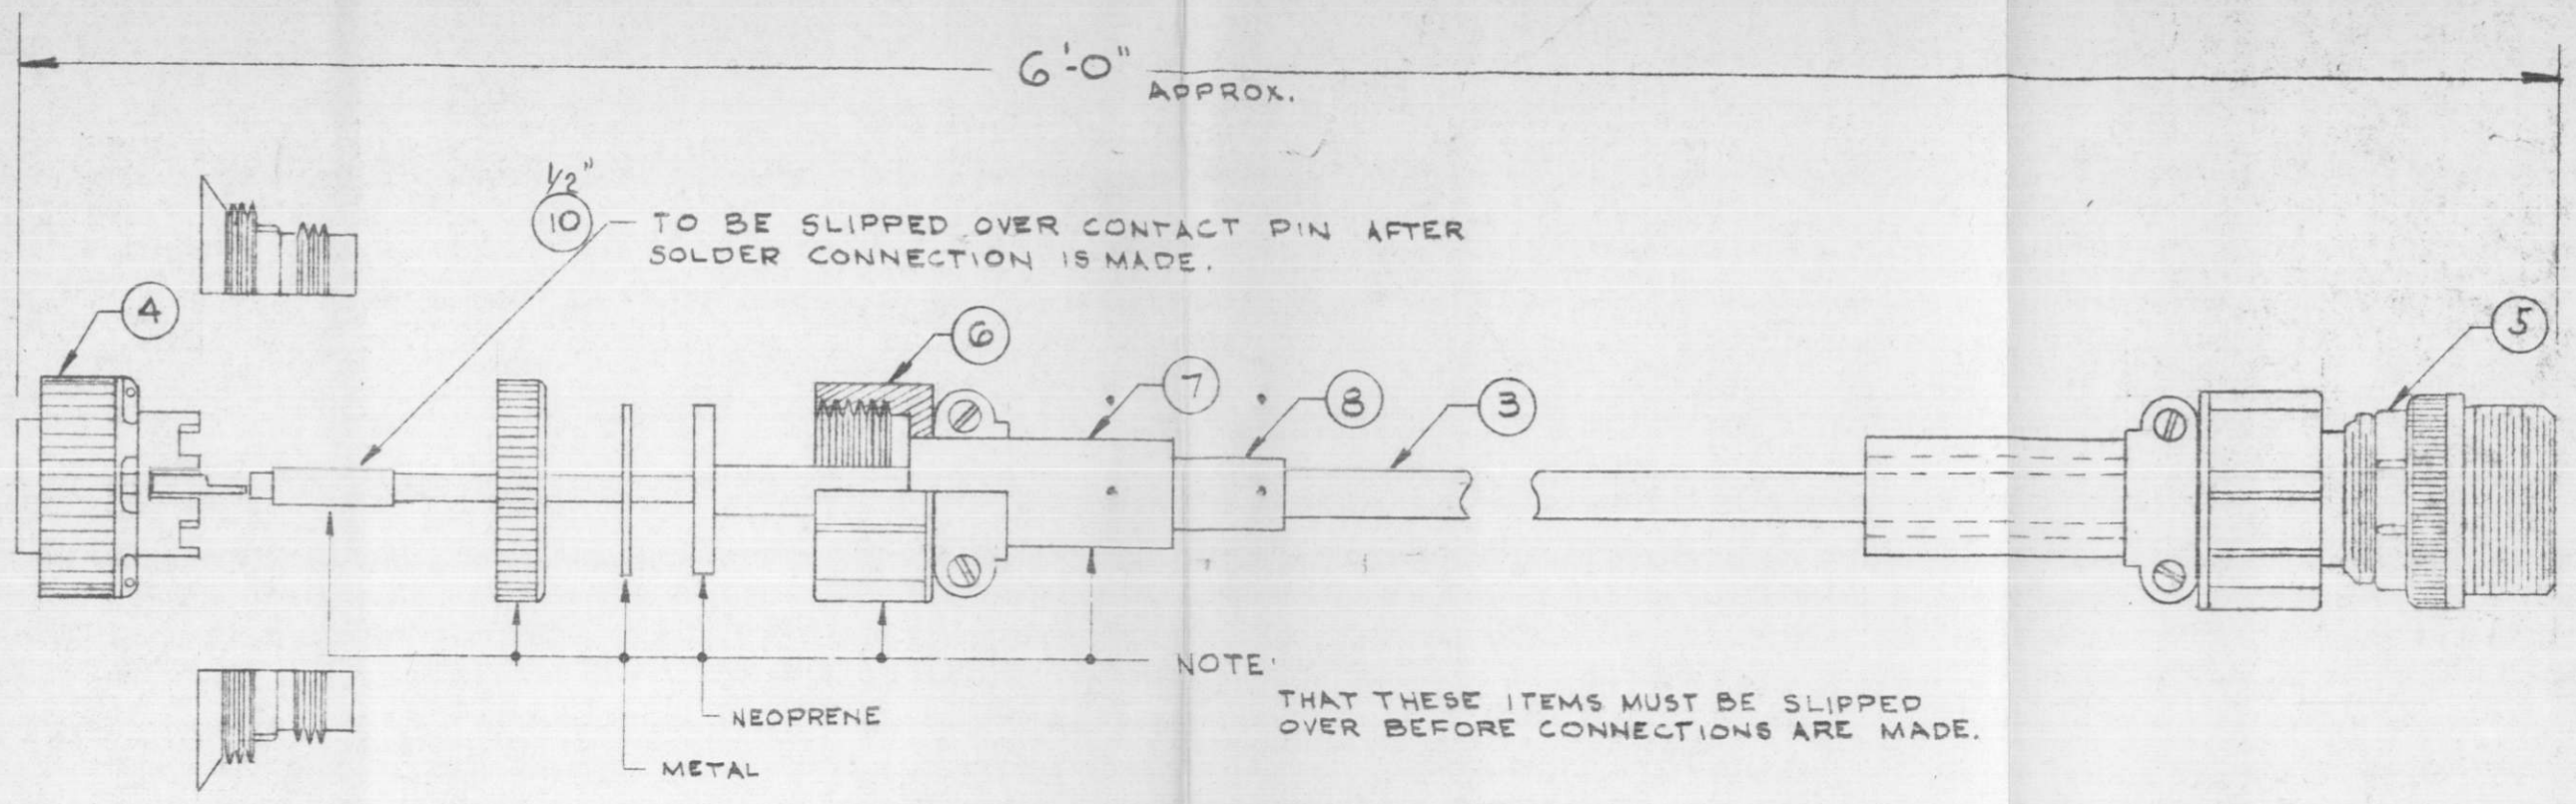 6'-0"
APPROX.
1/2"
10
TO BE SLIPPED OVER CONTACT PIN AFTER
SOLDER CONNECTION IS MADE.
4
6
7
8
3
5
NOTE:
THAT THESE ITEMS MUST BE SLIPPED
OVER BEFORE CONNECTIONS ARE MADE.
NEOPRENE
METAL